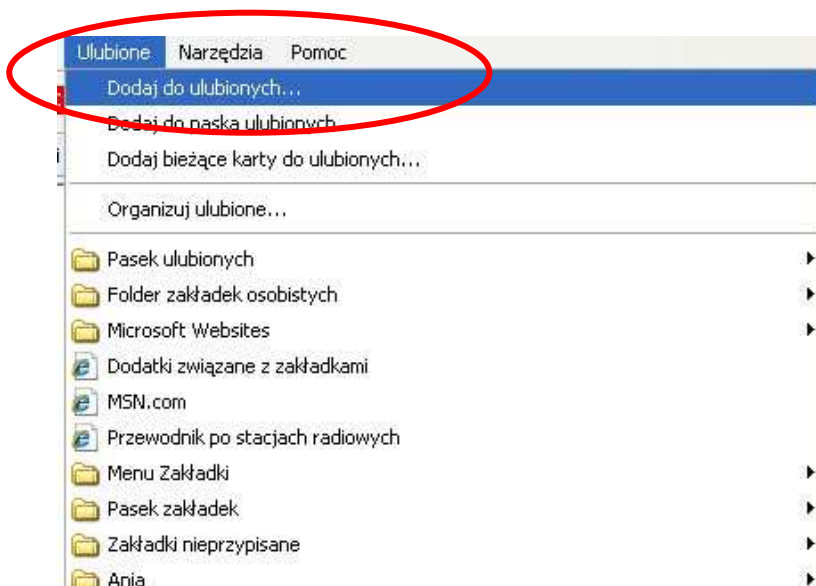 Ulubione Narzędzia Pomoc
Dodaj do ulubionych...
Dodaj do paska ulubionych
Dodaj bieżące karty do ulubionych...
Organizuj ulubione...
Pasek ulubionych
Folder zakładek osobistych
Microsoft Websites
Dodatki związane z zakładkami
MSN.com
Przewodnik po stacjach radiowych
Menu Zakładki
Pasek zakładek
Zakładki nieprzypisane
Ania